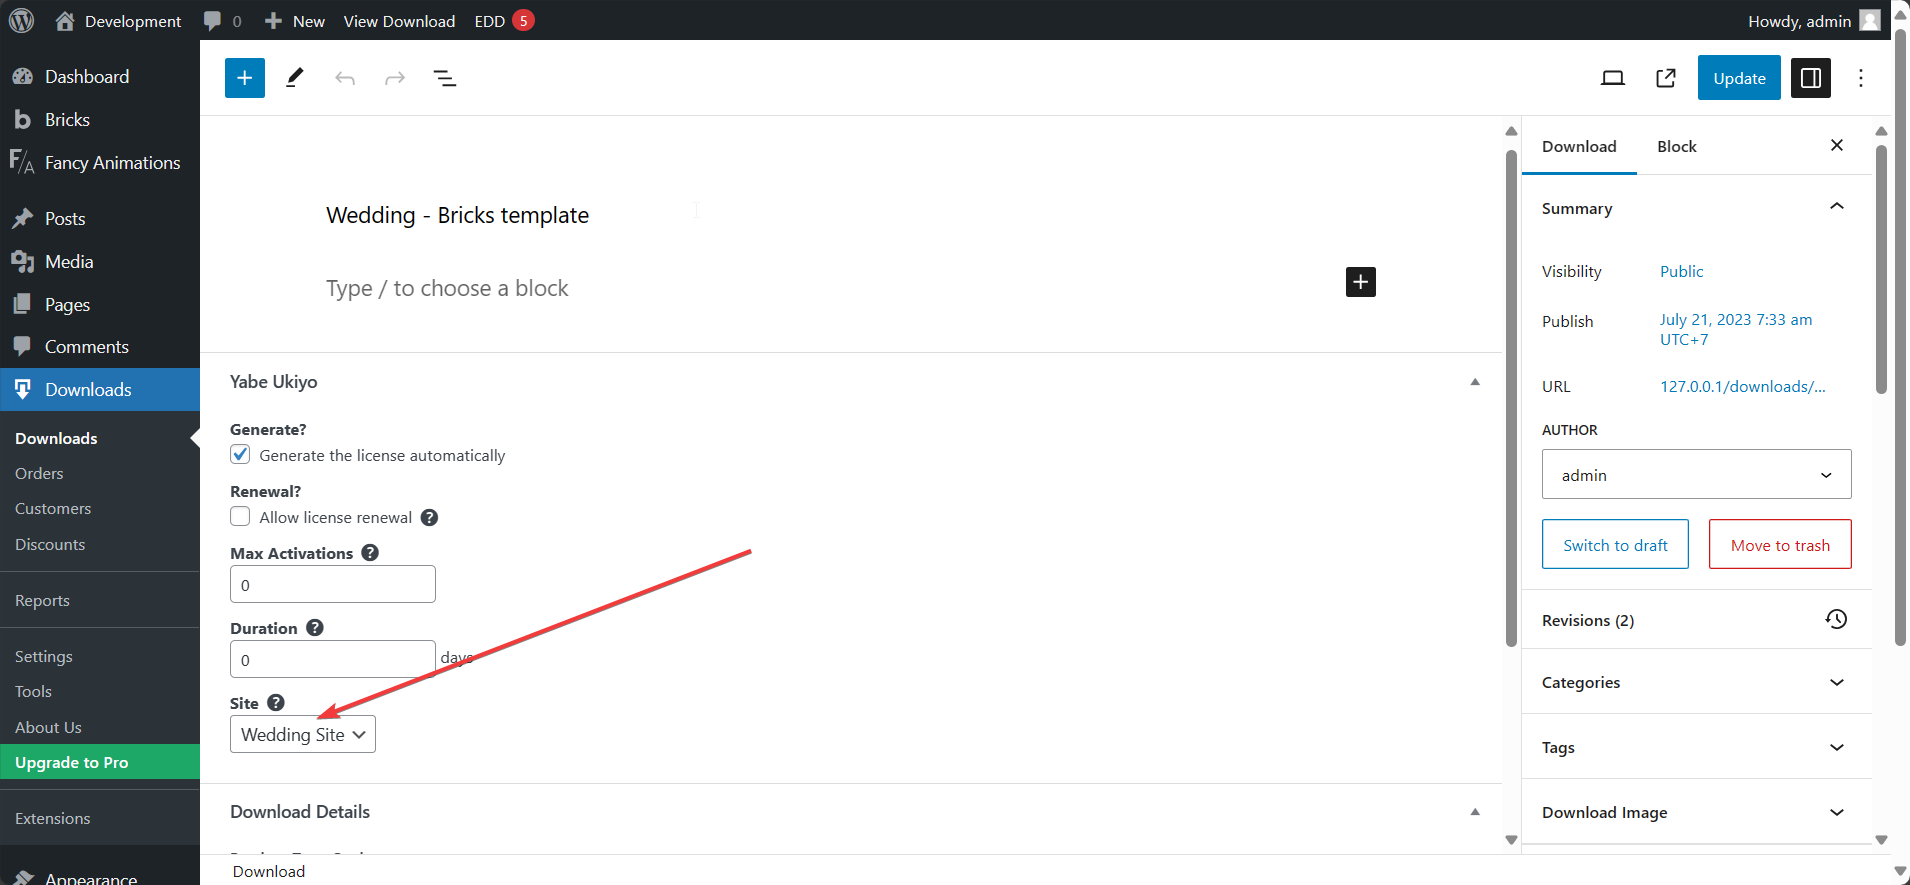 Development
0
New
View Download
EDD 5
Howdy, admin
Dashboard
Bricks
F/A Fancy Animations
Posts
Media
Pages
Comments
Downloads
Downloads
Orders
Customers
Discounts
Reports
Settings
Tools
About Us
Upgrade to Pro
Extensions
Appearance
Update
Wedding - Bricks template
Type / to choose a block
Yabe Ukiyo
Generate?
Generate the license automatically
Renewal?
Allow license renewal ?
Max Activations ?
0
Duration ?
0 days
Site ?
Wedding Site
Download Details
Download
Download Block
Summary
Visibility Public
Publish July 21, 2023 7:33 am
UTC+7
URL 127.0.0.1/downloads/...
AUTHOR
admin
Switch to draft Move to trash
Revisions (2)
Categories
Tags
Download Image